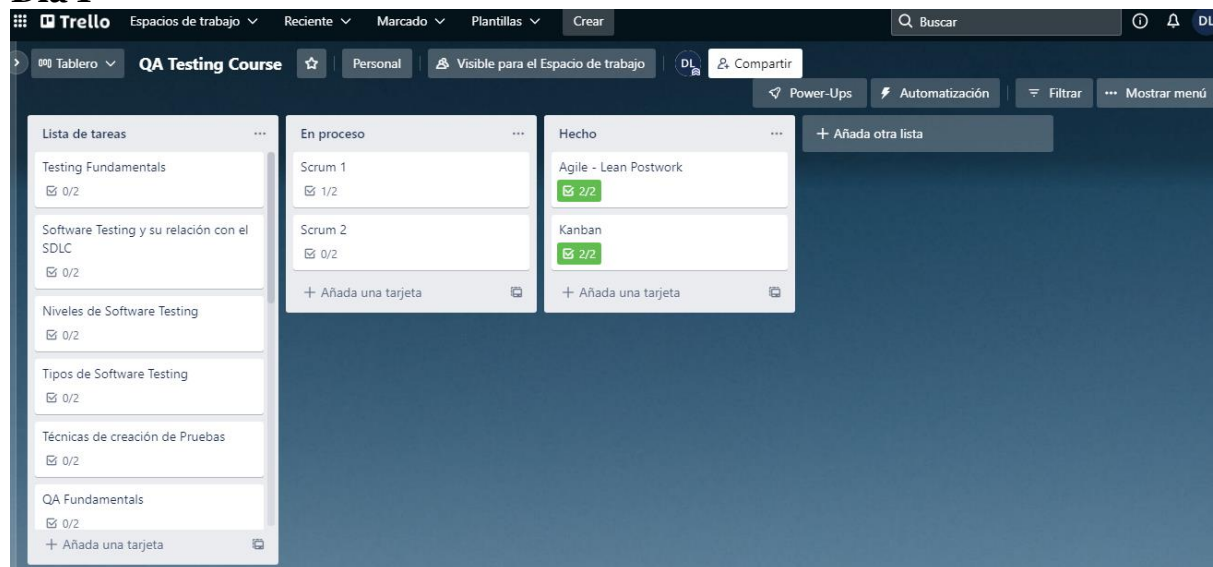 Trello
Espacios de trabajo
Reciente
Marcado
Plantillas
Crear
Buscar
DL
Tablero
QA Testing Course
Personal
Visible para el Espacio de trabajo
DL
Compartir
Power-Ups
Automatización
Filtrar
Mostrar menú
Lista de tareas
Testing Fundamentals
0/2
Software Testing y su relación con el
SDLC
0/2
Niveles de Software Testing
0/2
Tipos de Software Testing
0/2
Técnicas de creación de Pruebas
0/2
QA Fundamentals
0/2
+ Añada una tarjeta
En proceso
Scrum 1
1/2
Scrum 2
0/2
+ Añada una tarjeta
Hecho
Agile - Lean Postwork
2/2
Kanban
2/2
+ Añada una tarjeta
+ Añada otra lista